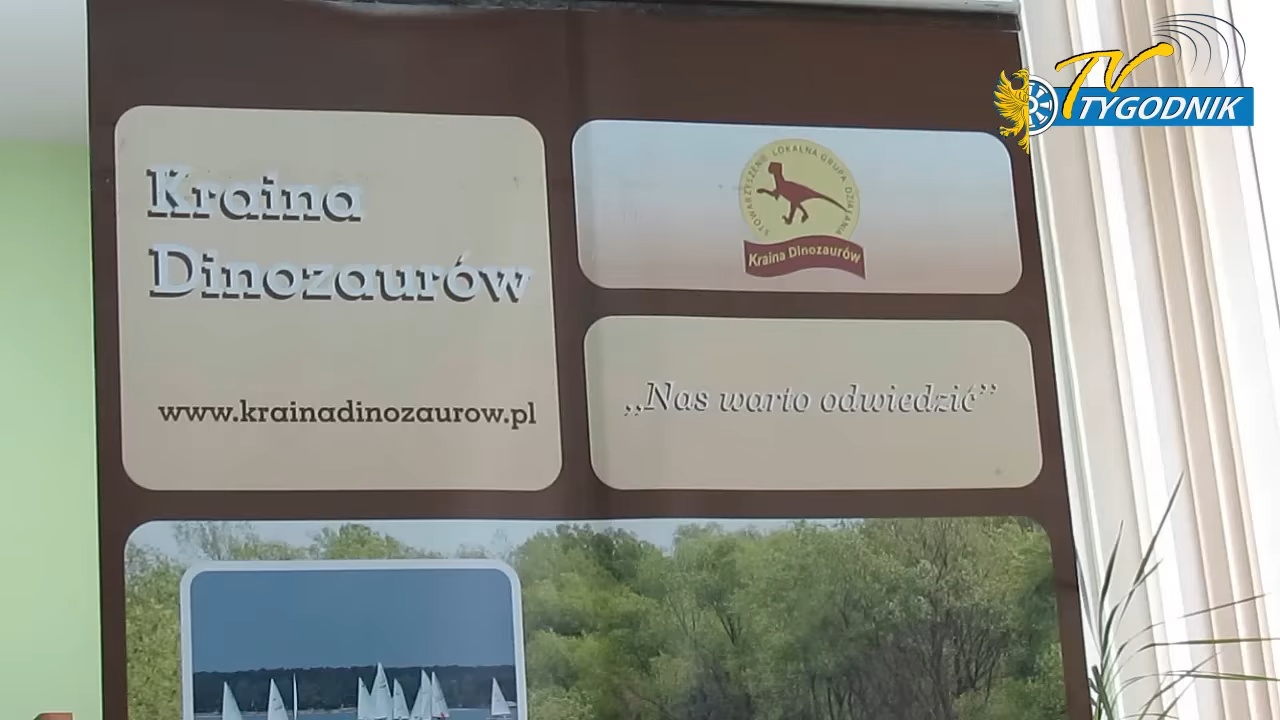 TV
TYGODNIK
Kraina
Dinozaurów
www.krainadinozaurow.pl
STOWARZYSZENIE LOKALNA GRUPA DZIAŁANIA
Kraina Dinozaurów
„Nas warto odwiedzić”